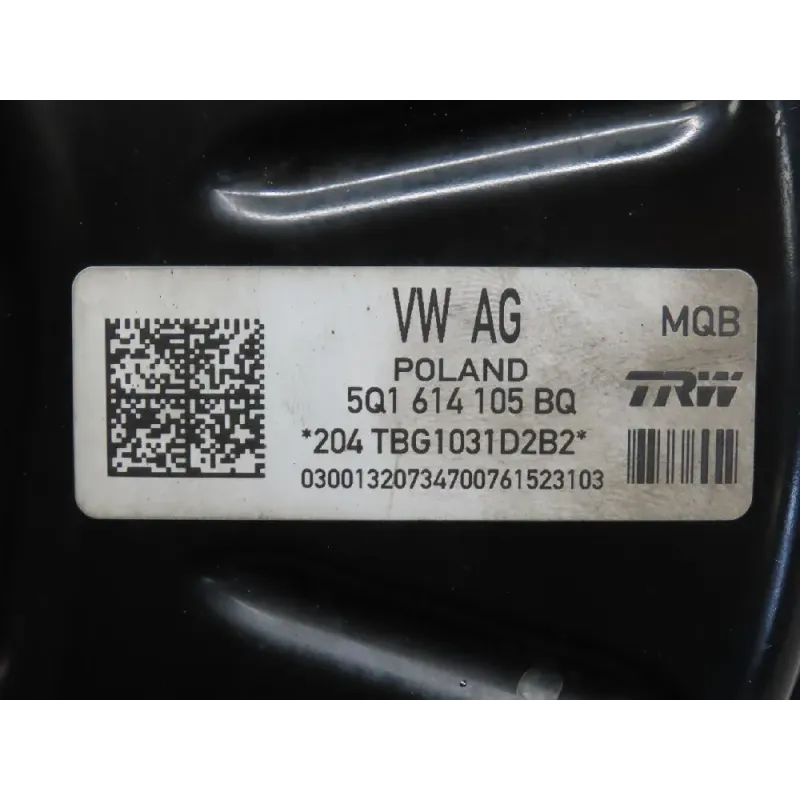 VW AG
MQB
POLAND
TRW
5Q1 614 105 BQ
*204 TBG1031D2B2*
03001320734700761523103